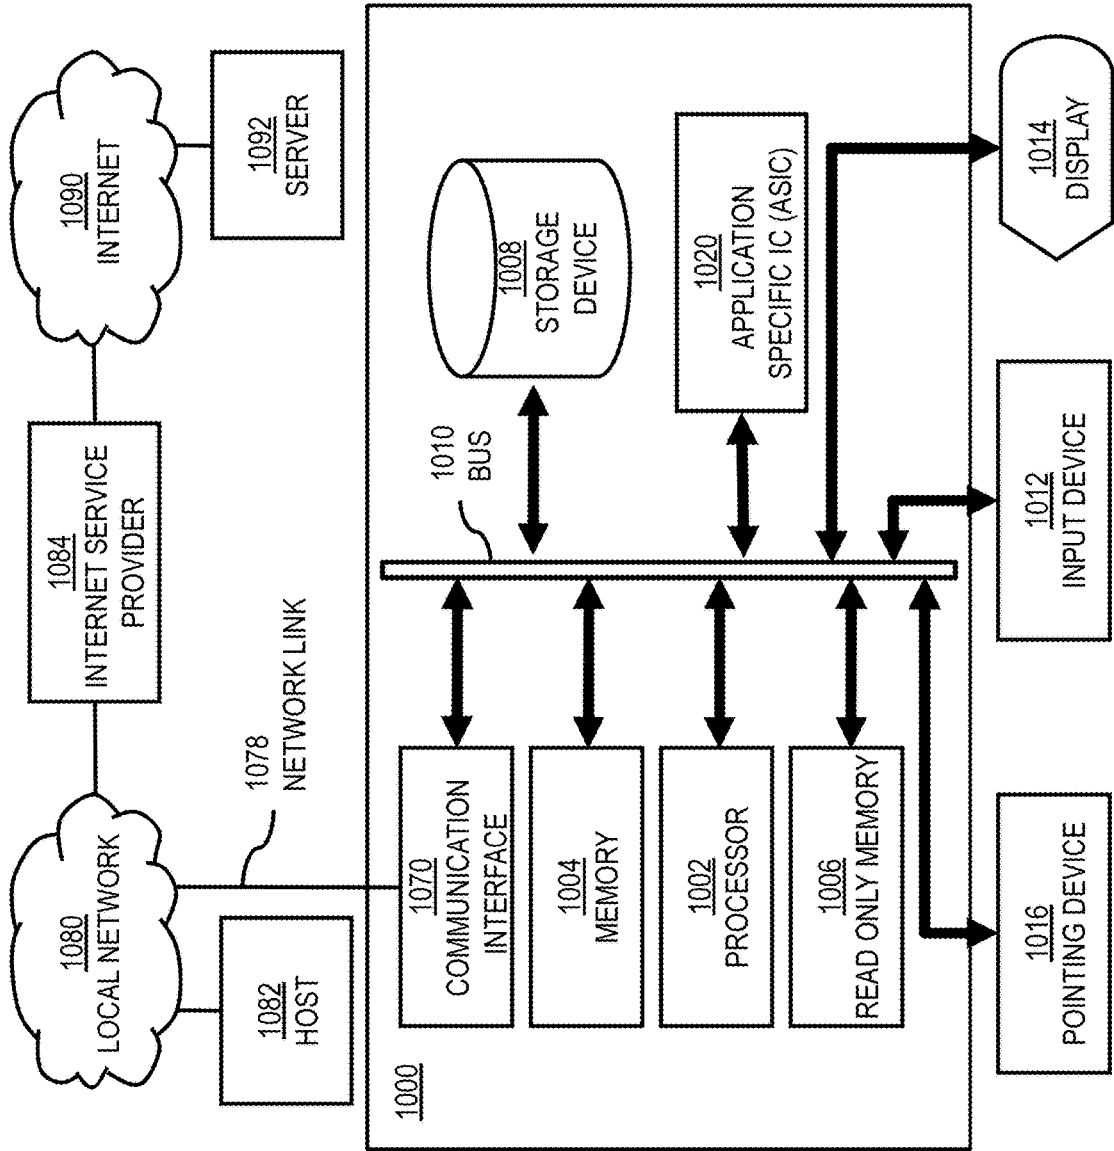 1080
LOCAL NETWORK
1084
INTERNET SERVICE
PROVIDER
1090
INTERNET
1082
HOST
1078
NETWORK LINK
1092
SERVER
1000
1070
COMMUNICATION
INTERFACE
1010
BUS
1008
STORAGE
DEVICE
1004
MEMORY
1002
PROCESSOR
1020
APPLICATION
SPECIFIC IC (ASIC)
1006
READ ONLY MEMORY
1016
POINTING DEVICE
1012
INPUT DEVICE
1014
DISPLAY